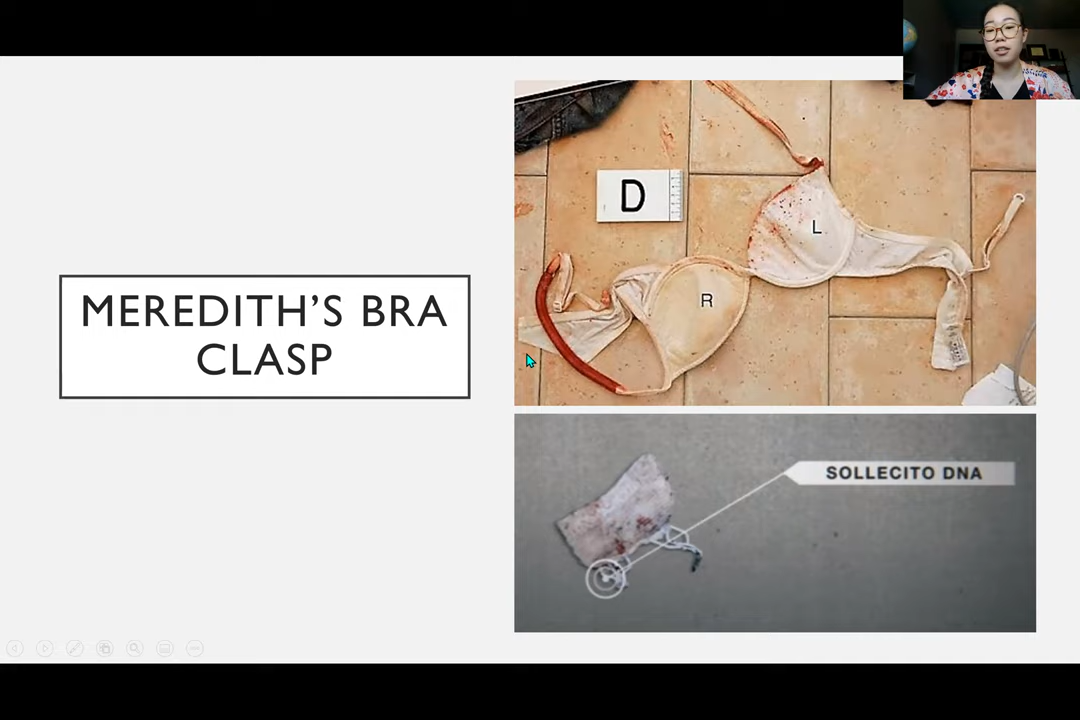 MEREDITH'S BRA
CLASP
D
L
R
SOLLECITO DNA